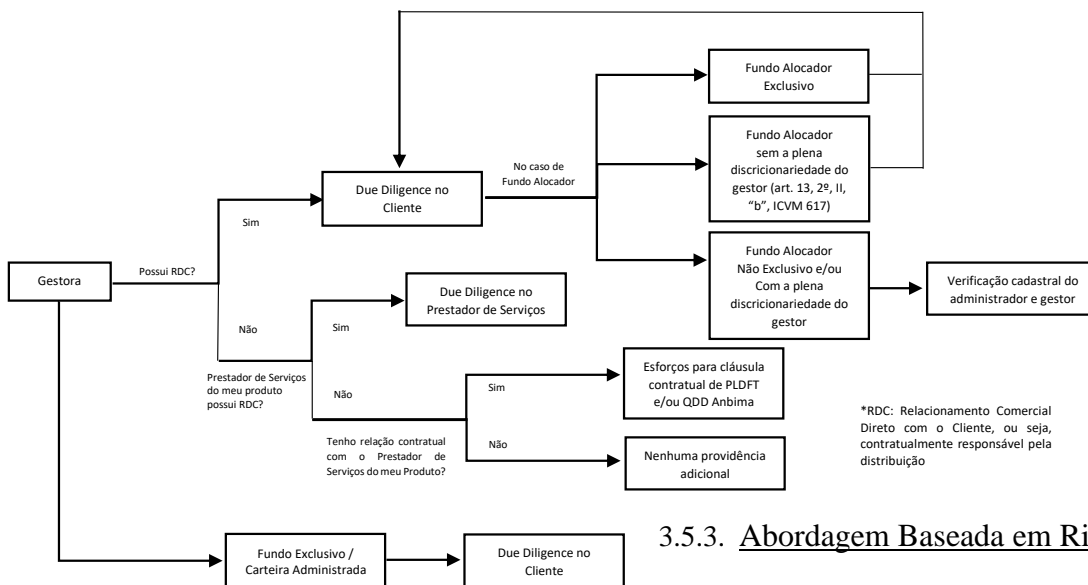 Fundo Alocador
Exclusivo
No caso de
Fundo Alocador
Fundo Alocador
sem a plena
discricionariedade do
gestor (art. 13, 2º, II,
“b”, ICVM 617)
Due Diligence no
Cliente
Sim
Gestora
Possui RDC?
Fundo Alocador
Não Exclusivo e/ou
Com a plena
discricionariedade do
gestor
Verificação cadastral do
administrador e gestor
Due Diligence no
Prestador de Serviços
Não
Sim
Prestador de Serviços
do meu produto
possui RDC?
Não
Esforços para cláusula
contratual de PLDFT
e/ou QDD Anbima
Sim
*RDC: Relacionamento Comercial
Direto com o Cliente, ou seja,
contratualmente responsável pela
distribuição
Tenho relação contratual
com o Prestador de
Serviços do meu Produto?
Não
Nenhuma providência
adicional
3.5.3. Abordagem Baseada em Ri
Fundo Exclusivo /
Carteira Administrada
Due Diligence no
Cliente